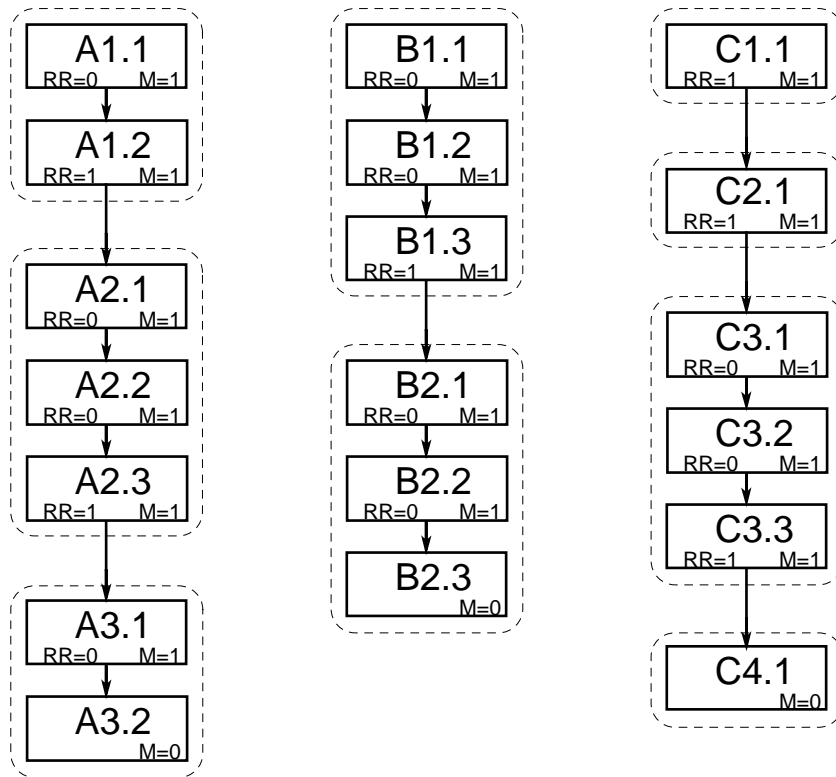 A1.1
RR=0 M=1
A1.2
RR=1 M=1
A2.1
RR=0 M=1
A2.2
RR=0 M=1
A2.3
RR=1 M=1
A3.1
RR=0 M=1
A3.2
M=0
B1.1
RR=0 M=1
B1.2
RR=0 M=1
B1.3
RR=1 M=1
B2.1
RR=0 M=1
B2.2
RR=0 M=1
B2.3
M=0
C1.1
RR=1 M=1
C2.1
RR=1 M=1
C3.1
RR=0 M=1
C3.2
RR=0 M=1
C3.3
RR=1 M=1
C4.1
M=0